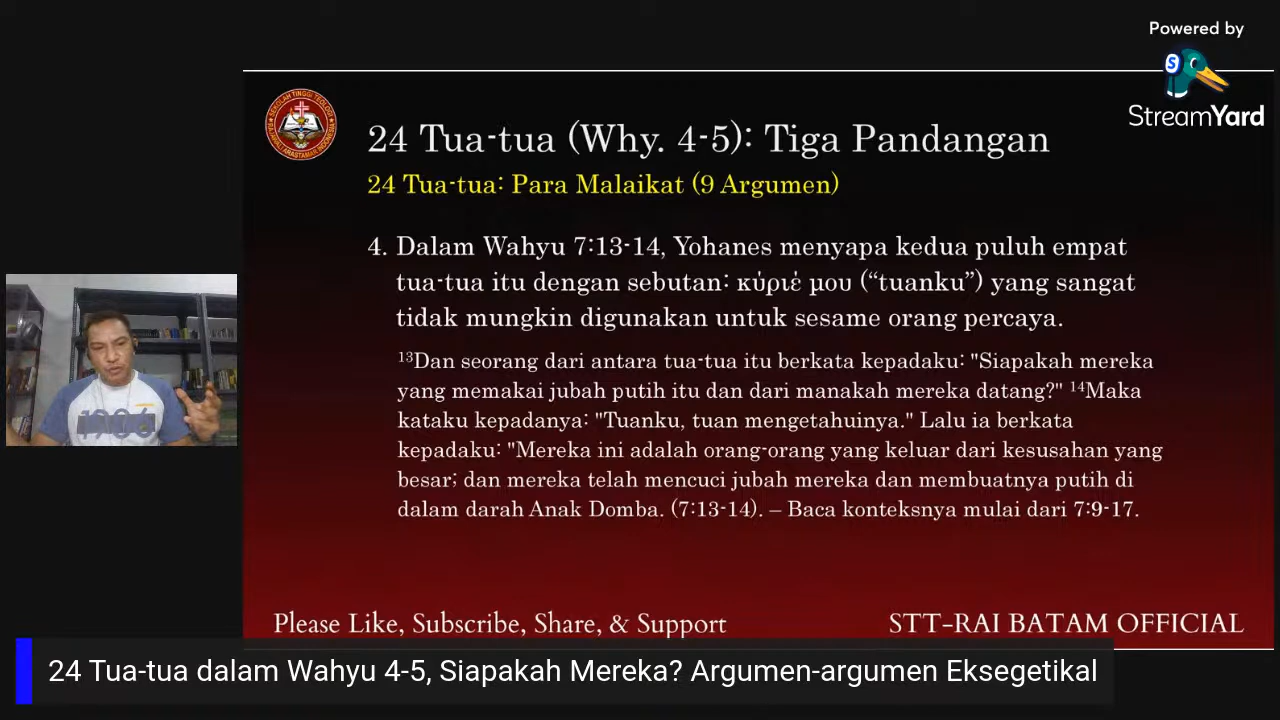 Powered by
S
StreamYard
SEKOLAH TINGGI TEOLOGI
24 Tua-tua (Why. 4-5): Tiga Pandangan
24 Tua-tua: Para Malaikat (9 Argumen)
4. Dalam Wahyu 7:13-14, Yohanes menyapa kedua puluh empat
tua-tua itu dengan sebutan: κύριέ μου (“tuanku”) yang sangat
tidak mungkin digunakan untuk sesame orang percaya.
¹³Dan seorang dari antara tua-tua itu berkata kepadaku: "Siapakah mereka
yang memakai jubah putih itu dan dari manakah mereka datang?" ¹⁴Maka
kataku kepadanya: "Tuanku, tuan mengetahuinya." Lalu ia berkata
kepadaku: "Mereka ini adalah orang-orang yang keluar dari kesusahan yang
besar; dan mereka telah mencuci jubah mereka dan membuatnya putih di
dalam darah Anak Domba. (7:13-14). – Baca konteksnya mulai dari 7:9-17.
1906
Please Like, Subscribe, Share, & Support
STT-RAI BATAM OFFICIAL
24 Tua-tua dalam Wahyu 4-5, Siapakah Mereka? Argumen-argumen Eksegetikal